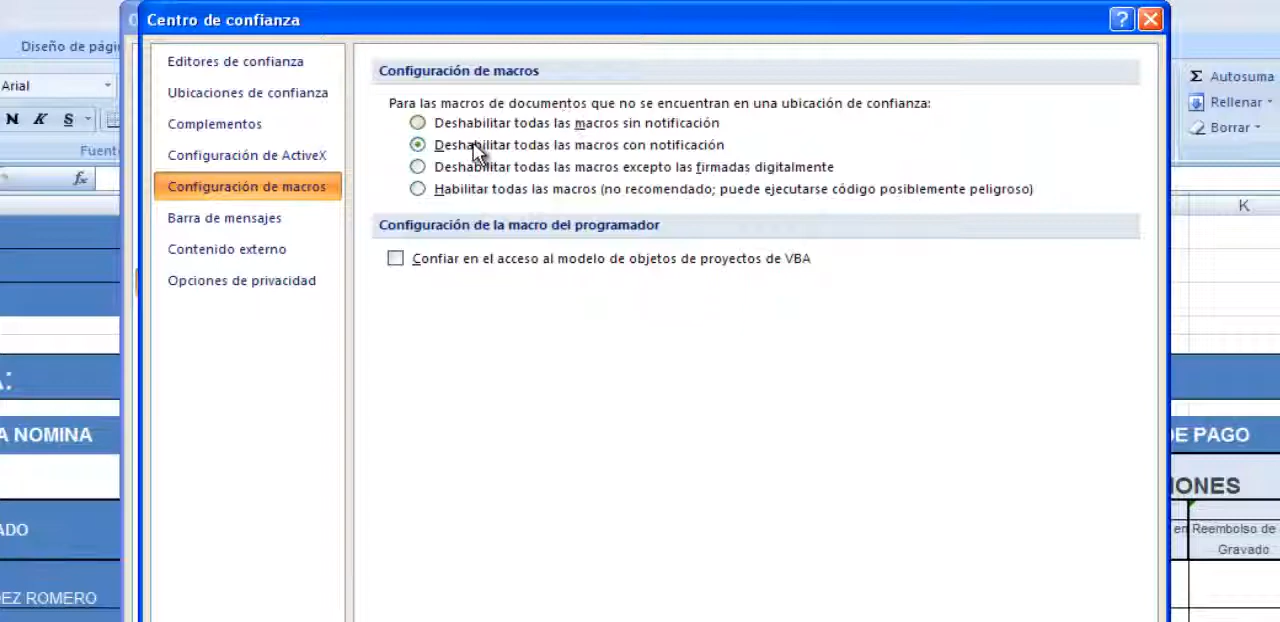 Centro de confianza
Diseño de pági
Arial
N K S
Fuent
fx
Editores de confianza
Ubicaciones de confianza
Complementos
Configuración de ActiveX
Configuración de macros
Barra de mensajes
Contenido externo
Opciones de privacidad
Configuración de macros
Para las macros de documentos que no se encuentran en una ubicación de confianza:
Deshabilitar todas las macros sin notificación
Deshabilitar todas las macros con notificación
Deshabilitar todas las macros excepto las firmadas digitalmente
Habilitar todas las macros (no recomendado; puede ejecutarse código posiblemente peligroso)
Configuración de la macro del programador
Confiar en el acceso al modelo de objetos de proyectos de VBA
Σ Autosuma
Rellenar
Borrar
K
A:
A NOMINA
DE PAGO
IONES
ADO
en Reembolso de
Gravado
DEZ ROMERO